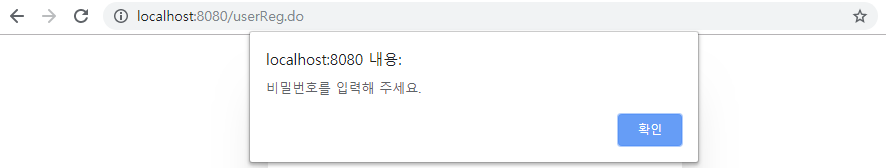 localhost:8080/userReg.do
localhost:8080 내용:
비밀번호를 입력해 주세요.
확인